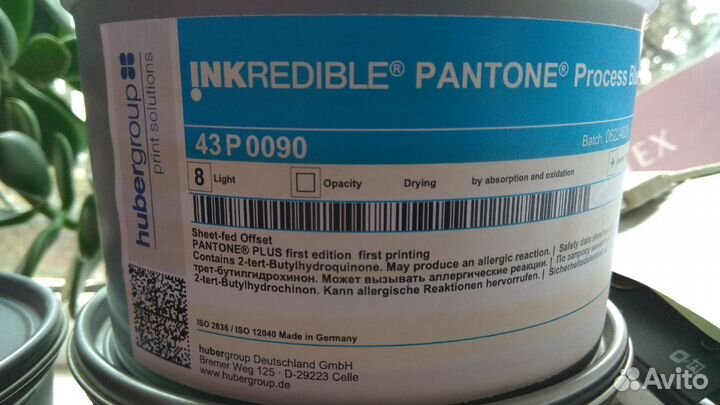 hubergroup
print solutions
INKREDIBLE® PANTONE® Process
43 P 0090
Batch:
8 Light Opacity Drying by absorption and oxidation
Sheet-fed Offset
PANTONE® PLUS first edition first printing
Contains 2-tert-Butylhydroquinone. May produce an allergic reaction. | Safety data sheet
трет-бутилгидрохинон. Может вызывать аллергические реакции. | По запросу
2-tert-Butylhydrochinon. Kann allergische Reaktionen hervorrufen. |
ISO 2836 / ISO 12040 Made in Germany
hubergroup Deutschland GmbH
Bremer Weg 125 · D-29223 Celle
www.hubergroup.de
EX
Avito